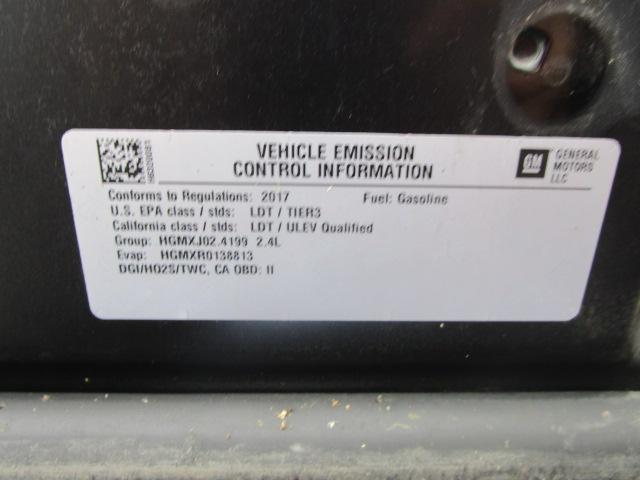 VEHICLE EMISSION
CONTROL INFORMATION
GM GENERAL
MOTORS
LLC
Conforms to Regulations: 2017 Fuel: Gasoline
U.S. EPA class / stds: LDT / TIER3
California class / stds: LDT / ULEV Qualified
Group: HGMXJ02.4199 2.4L
Evap: HGMXR0138813
DGI/HO2S/TWC, CA OBD: II